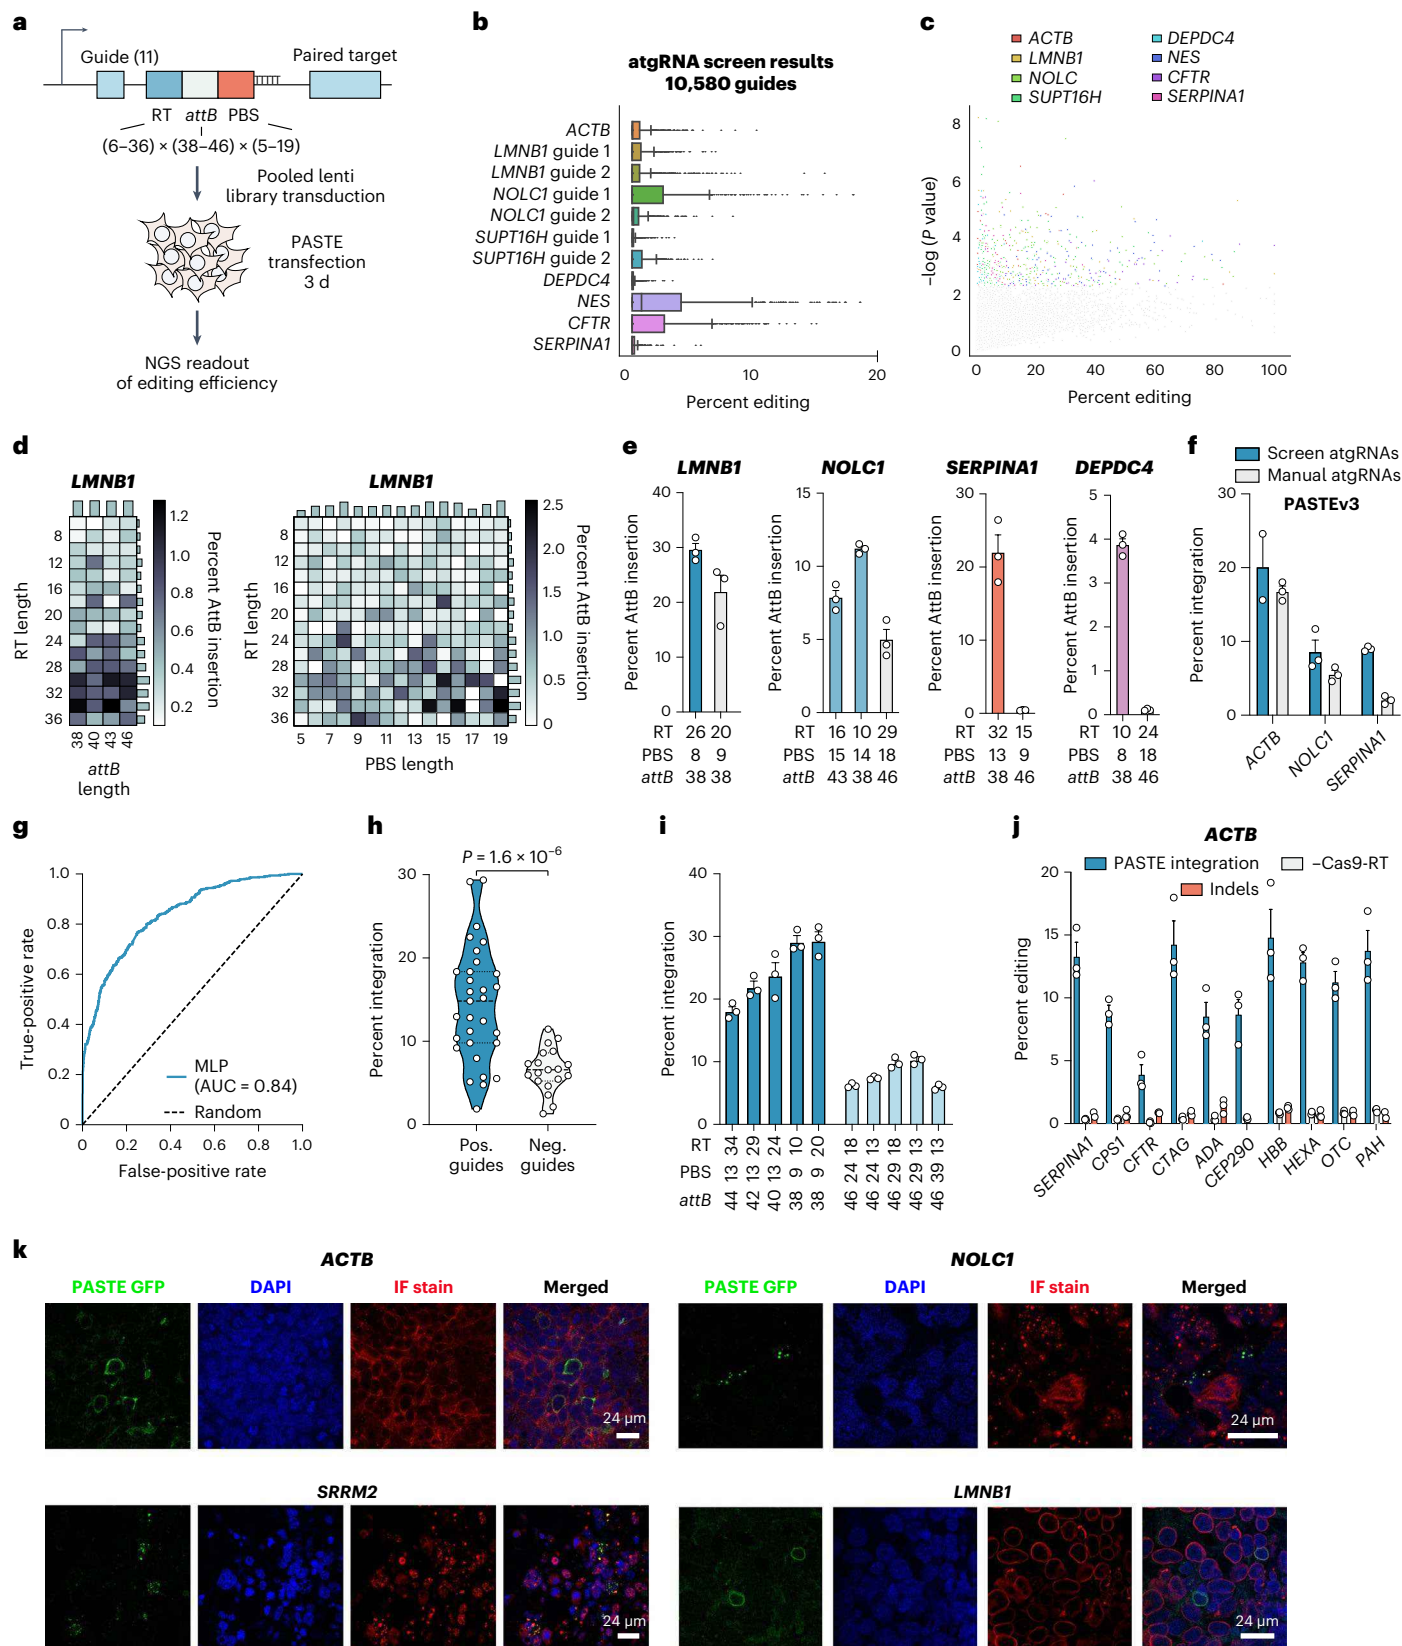 a
Guide (11)
Paired target
RT attB PBS
(6–36) × (38–46) × (5–19)
Pooled lenti
library transduction
PASTE
transfection
3 d
NGS readout
of editing efficiency
b
atgRNA screen results
10,580 guides
ACTB
LMNB1 guide 1
LMNB1 guide 2
NOLC1 guide 1
NOLC1 guide 2
SUPT16H guide 1
SUPT16H guide 2
DEPDC4
NES
CFTR
SERPINA1
0 10 20
Percent editing
c
ACTB DEPDC4
LMNB1 NES
NOLC CFTR
SUPT16H SERPINA1
–log (P value)
8
6
4
2
0
0 20 40 60 80 100
Percent editing
d
LMNB1
RT length
8
12
16
20
24
28
32
36
38 40 43 46
attB
length
1.2
1.0
0.8
0.6
0.4
0.2
Percent AttB insertion
LMNB1
RT length
8
12
16
20
24
28
32
36
5 7 9 11 13 15 17 19
PBS length
2.5
2.0
1.5
1.0
0.5
0
Percent AttB insertion
e
LMNB1
Percent AttB insertion
40
30
20
10
0
RT 26 20
PBS 8 9
attB 38 38
NOLC1
Percent AttB insertion
15
10
5
0
RT 16 10 29
PBS 15 14 18
attB 43 38 46
SERPINA1
Percent AttB insertion
30
20
10
0
RT 32 15
PBS 13 9
attB 38 46
DEPDC4
Percent AttB insertion
5
4
3
2
1
0
RT 10 24
PBS 8 18
attB 38 46
f
Screen atgRNAs
Manual atgRNAs
PASTEv3
Percent integration
30
20
10
0
ACTB NOLC1 SERPINA1
g
True-positive rate
1.0
0.8
0.6
0.4
0.2
0
MLP
(AUC = 0.84)
Random
0 0.2 0.4 0.6 0.8 1.0
False-positive rate
h
P = 1.6 × 10−6
Percent integration
30
20
10
0
Pos.
guides
Neg.
guides
i
Percent integration
40
30
20
10
0
RT 34 29 24 10 20 18 13 18 13 13
PBS 13 13 13 9 9 24 24 29 29 39
attB 44 42 40 38 38 46 46 46 46 46
j
ACTB
PASTE integration –Cas9-RT
Indels
Percent editing
20
15
10
5
0
SERPINA1 CPS1 CFTR CTAG ADA CEP290 HBB HEXA OTC PAH
k
ACTB
PASTE GFP DAPI IF stain Merged
24 µm
NOLC1
PASTE GFP DAPI IF stain Merged
24 µm
SRRM2
24 µm
LMNB1
24 µm